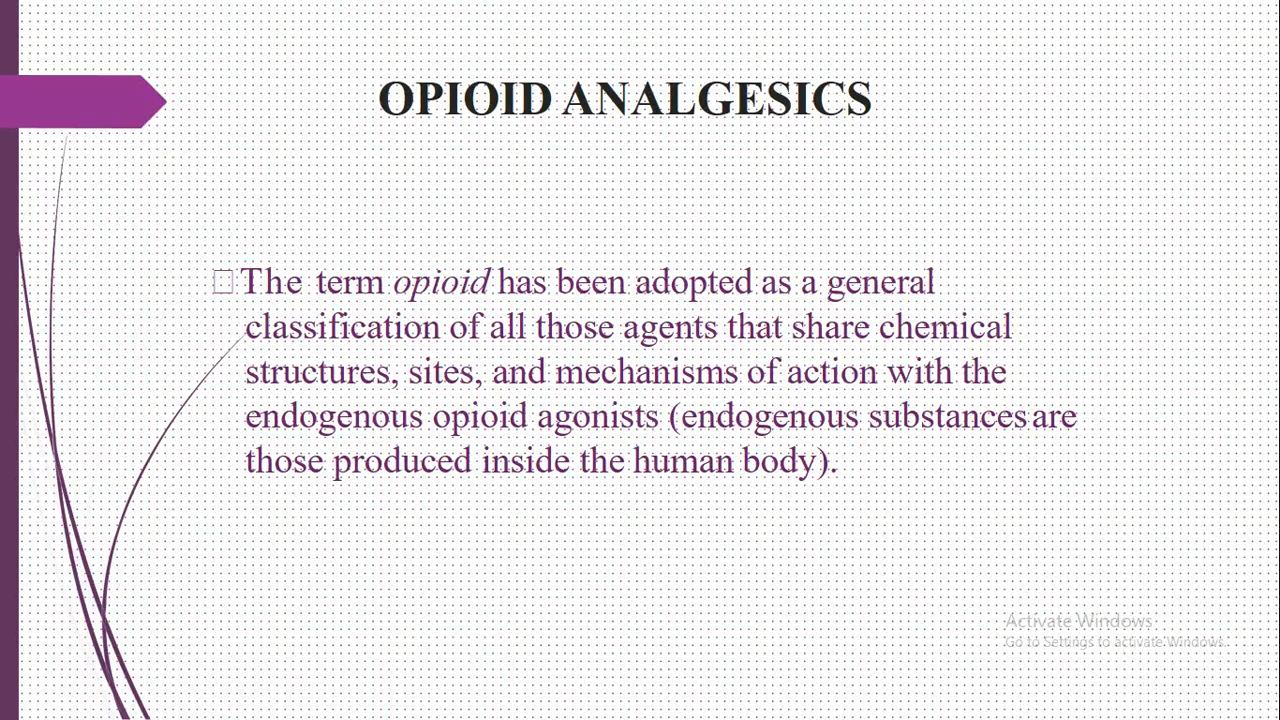 OPIOID ANALGESICS
The term opioid has been adopted as a general
classification of all those agents that share chemical
structures, sites, and mechanisms of action with the
endogenous opioid agonists (endogenous substances are
those produced inside the human body).
Activate Windows
Go to Settings to activate Windows.